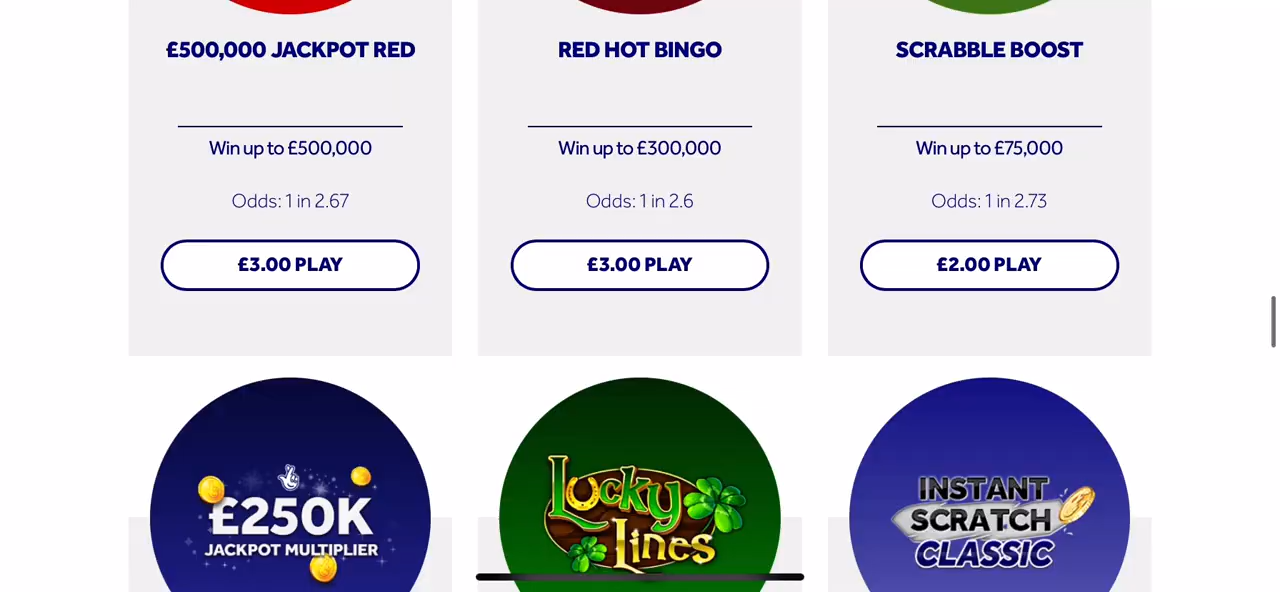 £500,000 JACKPOT RED
RED HOT BINGO
SCRABBLE BOOST
Win up to £500,000
Win up to £300,000
Win up to £75,000
Odds: 1 in 2.67
Odds: 1 in 2.6
Odds: 1 in 2.73
£3.00 PLAY
£3.00 PLAY
£2.00 PLAY
£250K
JACKPOT MULTIPLIER
Lucky
Lines
INSTANT
SCRATCH
CLASSIC